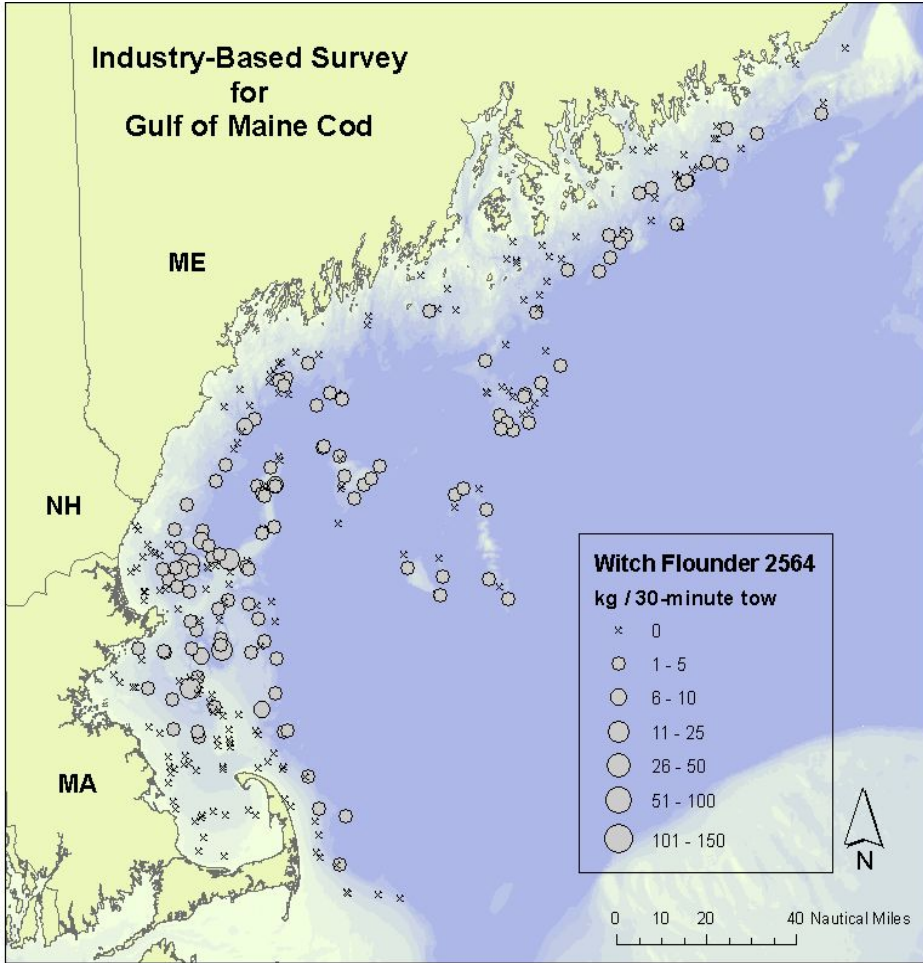 Industry-Based Survey
for
Gulf of Maine Cod
ME
NH
MA
Witch Flounder 2564
kg / 30-minute tow
0
1 - 5
6 - 10
11 - 25
26 - 50
51 - 100
101 - 150
N
0 10 20 40 Nautical Miles